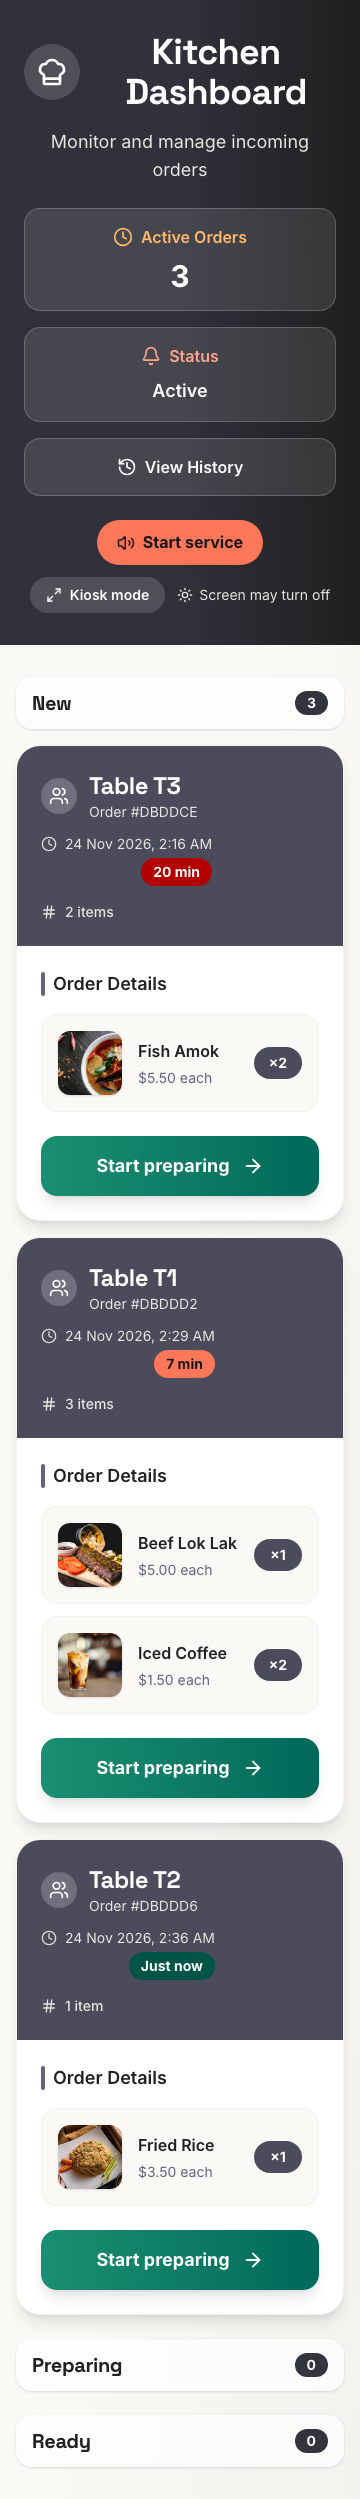 Kitchen
Dashboard
Monitor and manage incoming
orders
Active Orders
3
Status
Active
View History
Start service
Kiosk mode
Screen may turn off
New
3
Table T3
Order #DBDDCE
24 Nov 2026, 2:16 AM
20 min
2 items
Order Details
Fish Amok
$5.50 each
×2
Start preparing
Table T1
Order #DBDDD2
24 Nov 2026, 2:29 AM
7 min
3 items
Order Details
Beef Lok Lak
$5.00 each
×1
Iced Coffee
$1.50 each
×2
Start preparing
Table T2
Order #DBDDD6
24 Nov 2026, 2:36 AM
Just now
1 item
Order Details
Fried Rice
$3.50 each
×1
Start preparing
Preparing
0
Ready
0